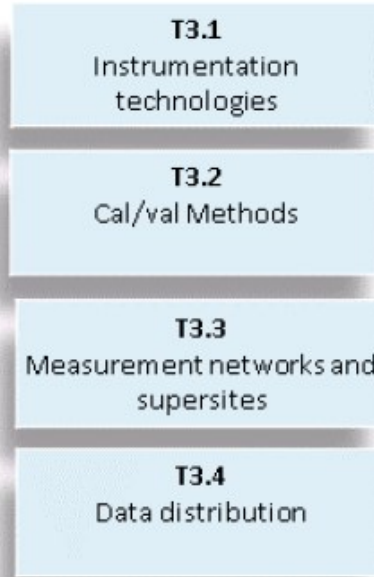 T3.1
Instrumentation
technologies
T3.2
Cal/val Methods
T3.3
Measurement networks and
supersites
T3.4
Data distribution